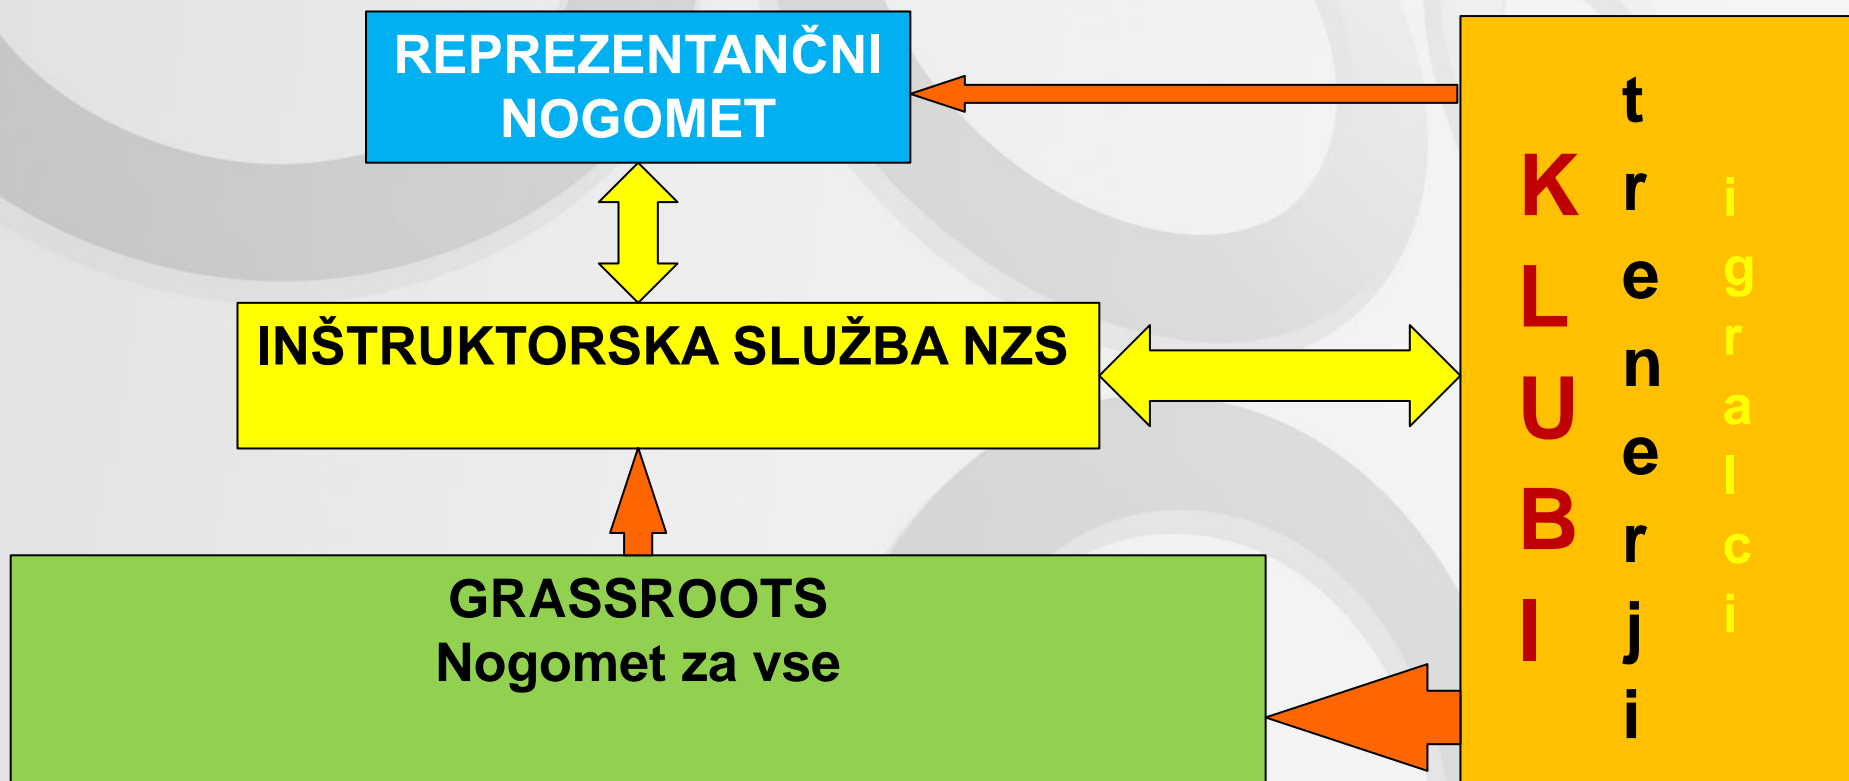 REPREZENTANČNI
NOGOMET
INŠTRUKTORSKA SLUŽBA NZS
GRASSROOTS
Nogomet za vse
KLUBI
trenerji
igralci